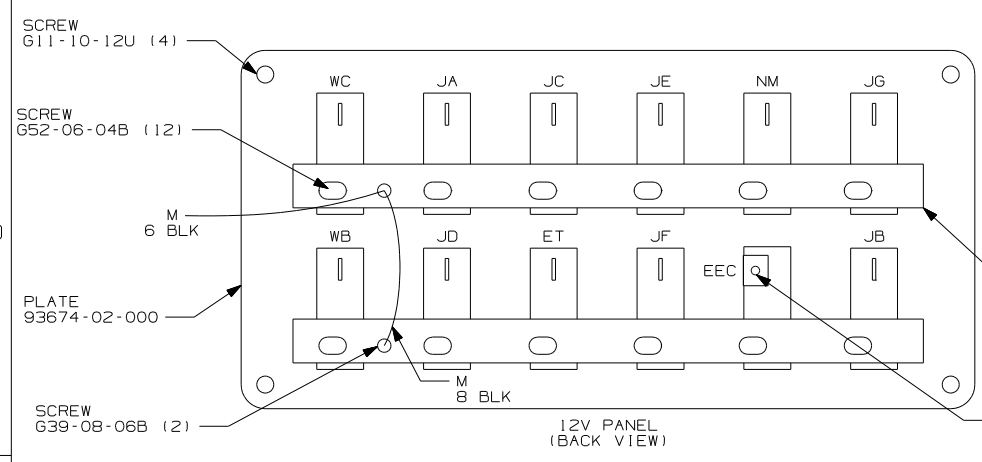 SCREW
G11-10-12U (4)
WC JA JC JE NM JG
SCREW
G52-06-04B (12)
M
6 BLK
WB JD ET JF JB
EEC
PLATE
93674-02-000
M
8 BLK
SCREW
G39-08-06B (2)
12V PANEL
(BACK VIEW)
)